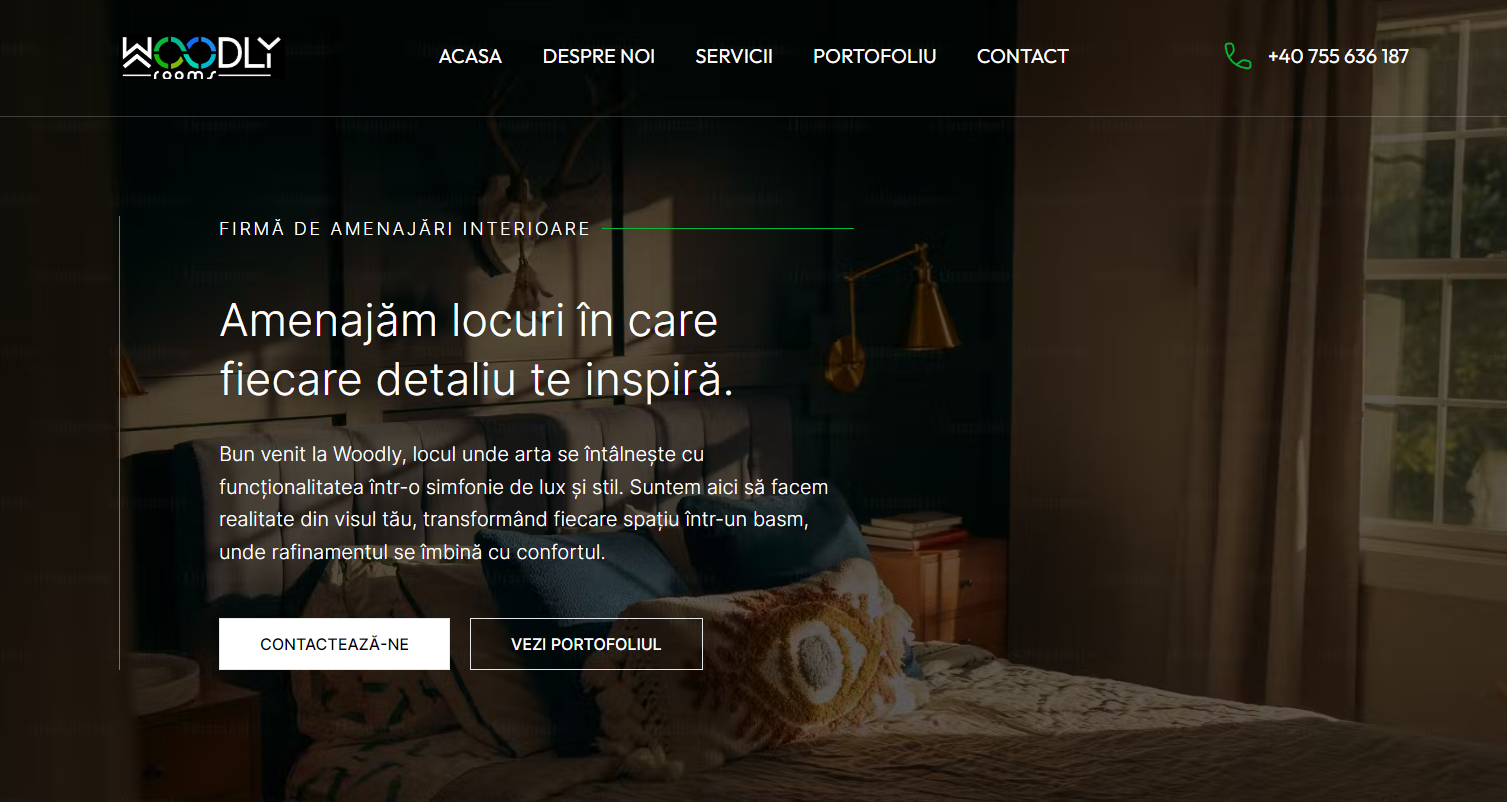 WOODLY
rooms
ACASA DESPRE NOI SERVICII PORTOFOLIU CONTACT +40 755 636 187
FIRMĂ DE AMENAJĂRI INTERIOARE
Amenajăm locuri în care
fiecare detaliu te inspiră.
Bun venit la Woodly, locul unde arta se întâlnește cu
funcționalitatea într-o simfonie de lux și stil. Suntem aici să facem
realitate din visul tău, transformând fiecare spațiu într-un basm,
unde rafinamentul se îmbină cu confortul.
CONTACTEAZĂ-NE VEZI PORTOFOLIUL